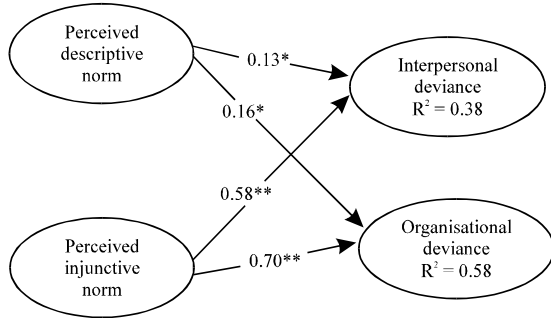 Perceived
descriptive
norm
0.13*
Interpersonal
deviance
R² = 0.38
0.16*
0.58**
Perceived
injunctive
norm
0.70**
Organisational
deviance
R² = 0.58